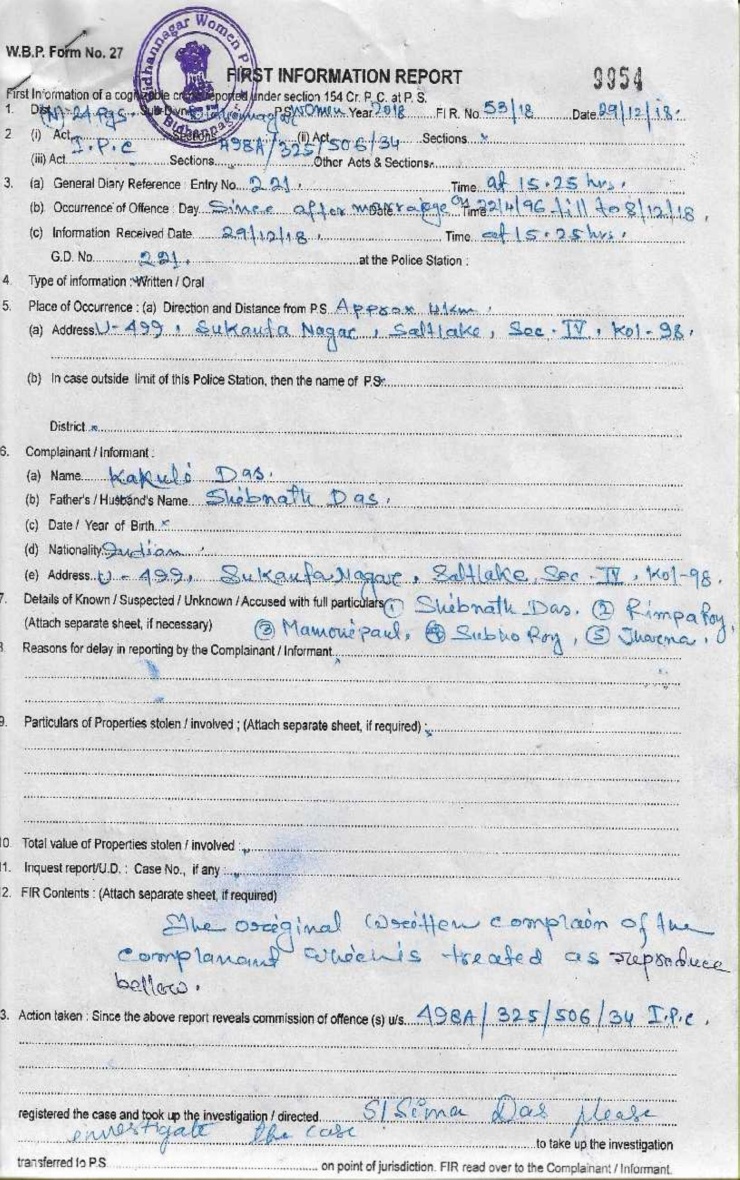 Bidhannagar Women P
W.B.P. Form No. 27
FIRST INFORMATION REPORT 9954
First Information of a cognizable crime reported under section 154 Cr. P. C. at P. S.
1. Dist. (N) 24 Pgs. Sub-Divn. Bidhannagar P.S. Women Year 2018 F I R. No. 53/18 Date 29/12/18.
2 (i) Act I.P.C Sections 498A/325/506/34 (ii) Act Sections x
(iii) Act Sections Other Acts & Sections
3. (a) General Diary Reference : Entry No. 221. Time at 15.25 hrs.
(b) Occurrence of Offence : Day Since after marrage on Time 22/4/96 till to 8/12/18,
(c) Information Received Date 29/12/18. Time at 15.25 hrs.
G.D. No. 221. at the Police Station :
4. Type of information : Written / Oral
5. Place of Occurrence : (a) Direction and Distance from P.S. Approx 4 km.
(a) Address U-499, Sukanta Nagar, Saltlake, Sec. IV, Kol-98.
(b) In case outside limit of this Police Station, then the name of P.S.
District
6. Complainant / Informant :
(a) Name Kakuli Das.
(b) Father's / Husband's Name Shibnath Das.
(c) Date / Year of Birth x
(d) Nationality Indian.
(e) Address U-499, Sukanta Nagar, Saltlake, Sec. IV, Kol-98.
7. Details of Known / Suspected / Unknown / Accused with full particulars ① Shibnath Das. ② Rimpa Roy,
(Attach separate sheet, if necessary) ③ Mamoni paul, ④ Subho Roy, ⑤ Jharna,
8. Reasons for delay in reporting by the Complainant / Informant
9. Particulars of Properties stolen / involved ; (Attach separate sheet, if required) :
10. Total value of Properties stolen / involved :
11. Inquest report/U.D. : Case No., if any :
12. FIR Contents : (Attach separate sheet, if required)
The original written complain of the
complanant which is treated as reproduce
bellow.
13. Action taken : Since the above report reveals commission of offence (s) u/s. 498A/325/506/34 I.P.C.
registered the case and took up the investigation / directed. S/Sima Das please
investigate the case to take up the investigation
transferred to P.S. on point of jurisdiction. FIR read over to the Complainant / Informant.